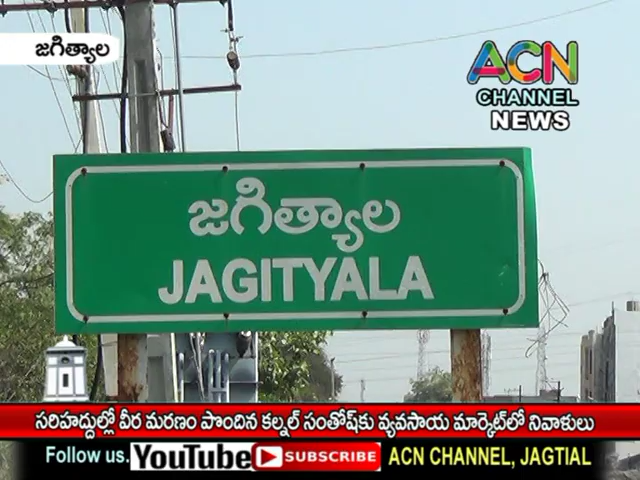 జగిత్యాల
ACN
CHANNEL
NEWS
జగిత్యాల
JAGITYALA
సరిహద్దుల్లో వీర మరణం పొందిన కల్నల్ సంతోష్‌కు వ్యవసాయ మార్కెట్‌లో నివాళులు
Follow us. YouTube SUBSCRIBE ACN CHANNEL, JAGTIAL